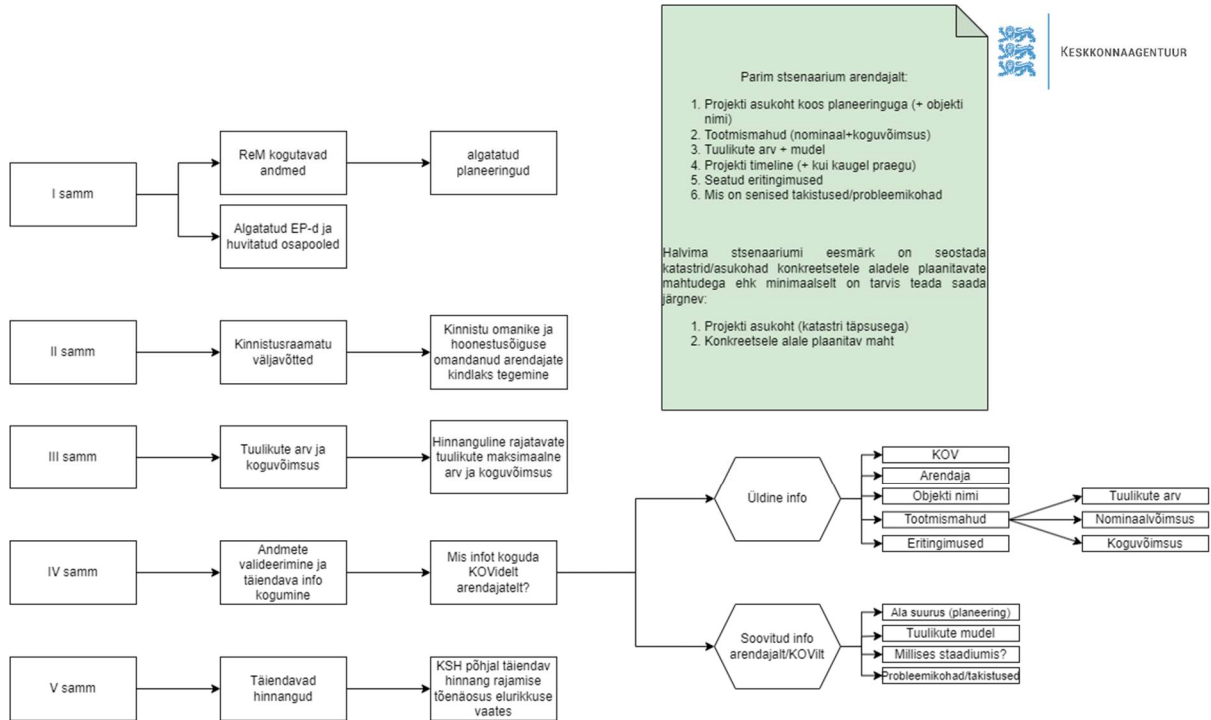 KESKKONNAAGENTUUR
Parim stsenaarium arendajalt:
1. Projekti asukoht koos planeeringuga (+ objekti
nimi)
2. Tootmismahud (nominaal+koguvõimsus)
3. Tuulikute arv + mudel
4. Projekti timeline (+ kui kaugel praegu)
5. Seatud eritingimused
6. Mis on senised takistused/probleemikohad
Halvima stsenaariumi eesmärk on seostada
katastrid/asukohad konkreetsetele aladele plaanitavate
mahtudega ehk minimaalselt on tarvis teada saada
järgnev:
1. Projekti asukoht (katastri täpsusega)
2. Konkreetsele alale plaanitav maht
I samm
ReM kogutavad
andmed
algatatud
planeeringud
Algatatud EP-d ja
huvitatud osapooled
II samm
Kinnistusraamatu
väljavõtted
Kinnistu omanike ja
hoonestusõiguse
omandanud arendajate
kindlaks tegemine
III samm
Tuulikute arv ja
koguvõimsus
Hinnanguline rajatavate
tuulikute maksimaalne
arv ja koguvõimsus
IV samm
Andmete
valideerimine ja
täiendava info
kogumine
Mis infot koguda
KOVidelt
arendajatelt?
Üldine info
KOV
Arendaja
Objekti nimi
Tootmismahud
Eritingimused
Tuulikute arv
Nominaalvõimsus
Koguvõimsus
Soovitud info
arendajalt/KOVilt
Ala suurus (planeering)
Tuulikute mudel
Millises staadiumis?
Probleemikohad/takistused
V samm
Täiendavad
hinnangud
KSH põhjal täiendav
hinnang rajamise
tõenäosus elurikkuse
vaates